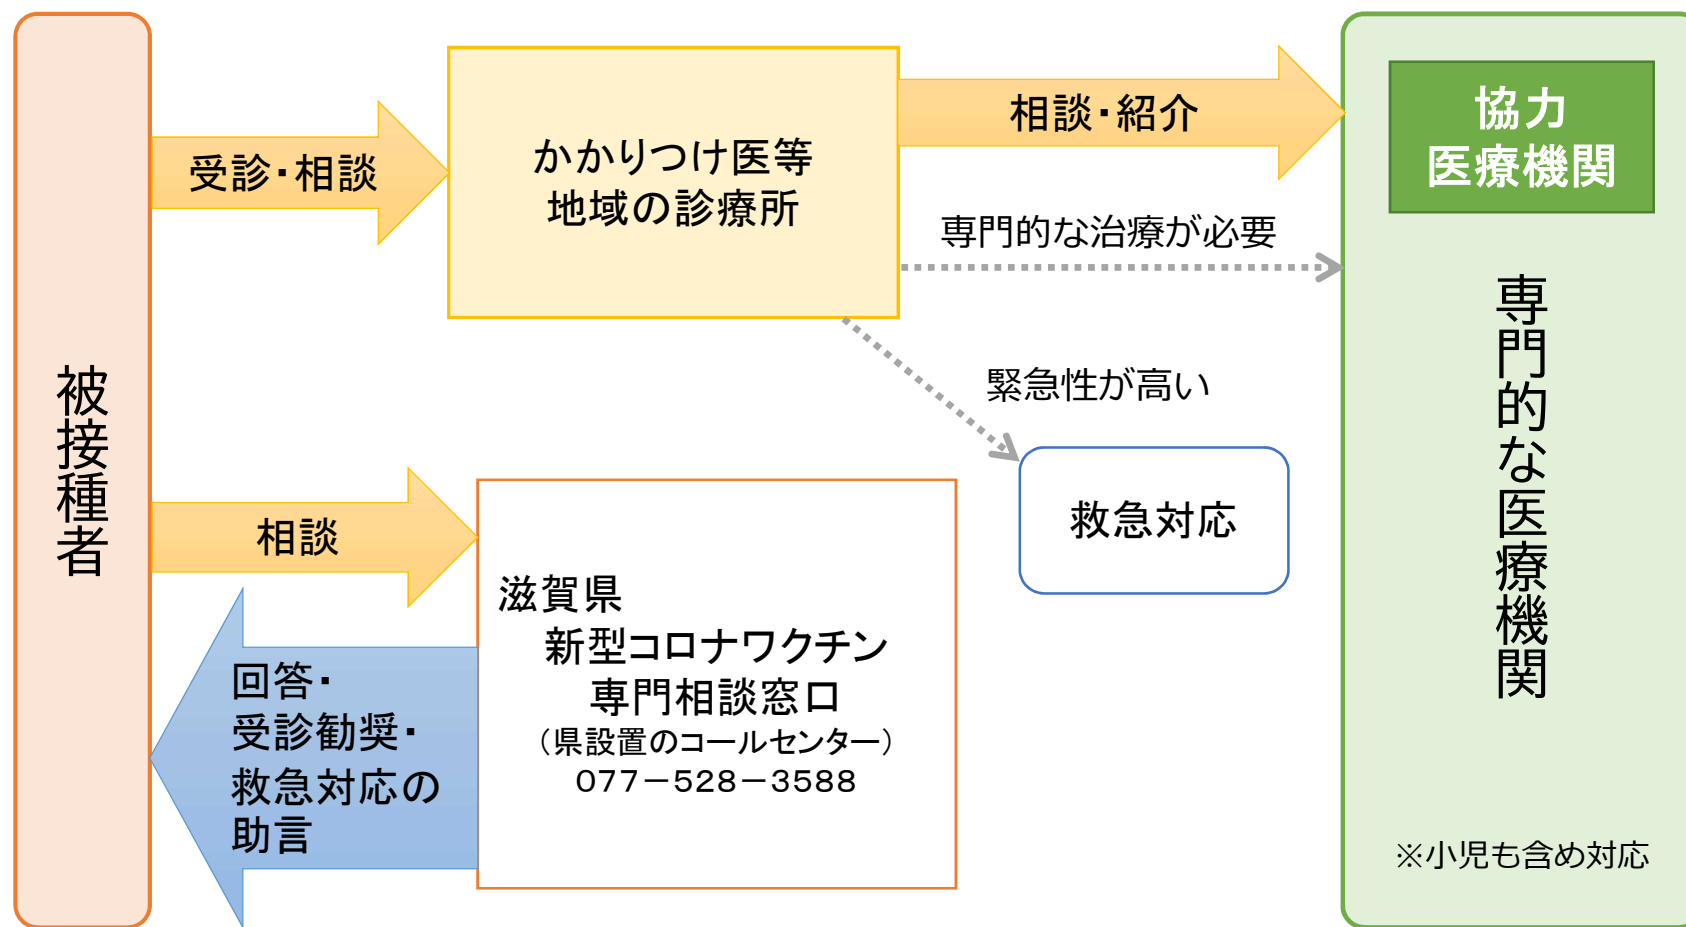 被接種者
受診・相談
かかりつけ医等
地域の診療所
相談・紹介
専門的な治療が必要
緊急性が高い
救急対応
協力
医療機関
専門的な医療機関
※小児も含め対応
相談
滋賀県
新型コロナワクチン
専門相談窓口
（県設置のコールセンター）
077－528－3588
回答・
受診勧奨・
救急対応の
助言